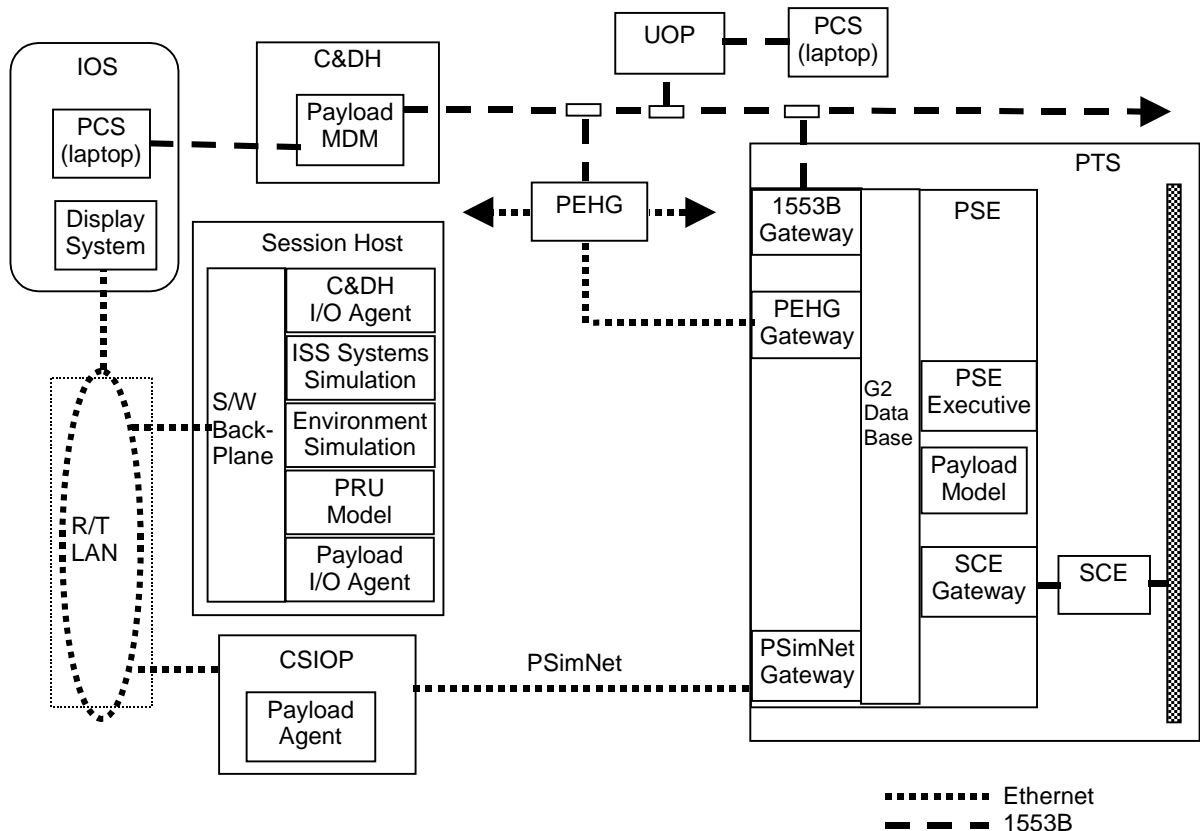 IOS
PCS
(laptop)
Display
System
C&DH
Payload
MDM
UOP
PCS
(laptop)
PEHG
Session Host
S/W
Back-
Plane
C&DH
I/O Agent
ISS Systems
Simulation
Environment
Simulation
PRU
Model
Payload
I/O Agent
R/T
LAN
CSIOP
Payload
Agent
PSimNet
PTS
1553B
Gateway
PEHG
Gateway
PSimNet
Gateway
G2
Data
Base
PSE
PSE
Executive
Payload
Model
SCE
Gateway
SCE
Ethernet
1553B